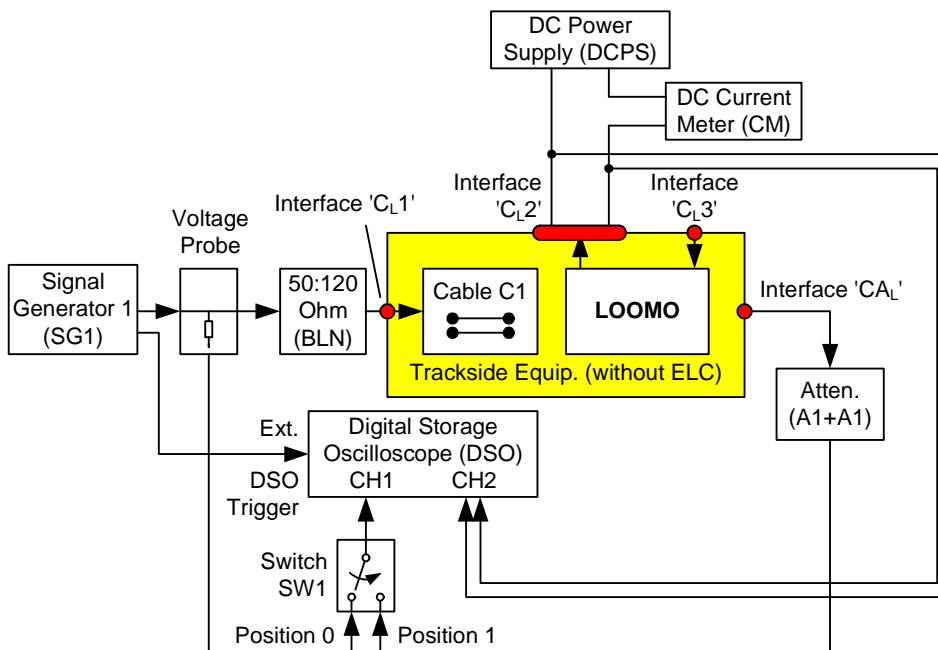 DC Power
Supply (DCPS)
DC Current
Meter (CM)
Interface
'CL2'
Interface
'CL3'
Interface 'CL1'
Voltage
Probe
Signal
Generator 1
(SG1)
50:120
Ohm
(BLN)
Cable C1
LOOMO
Interface 'CAL'
Trackside Equip. (without ELC)
Atten.
(A1+A1)
Ext.
DSO
Trigger
Digital Storage
Oscilloscope (DSO)
CH1 CH2
Switch
SW1
Position 0 Position 1